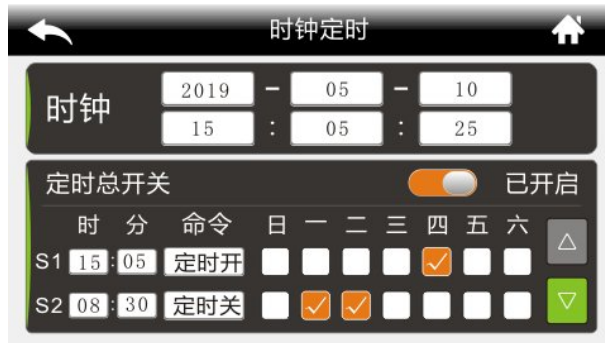 时钟定时
时钟
2019 - 05 - 10
15 : 05 : 25
定时总开关 已开启
时 分 命令 日 一 二 三 四 五 六
S1 15:05 定时开
S2 08:30 定时关